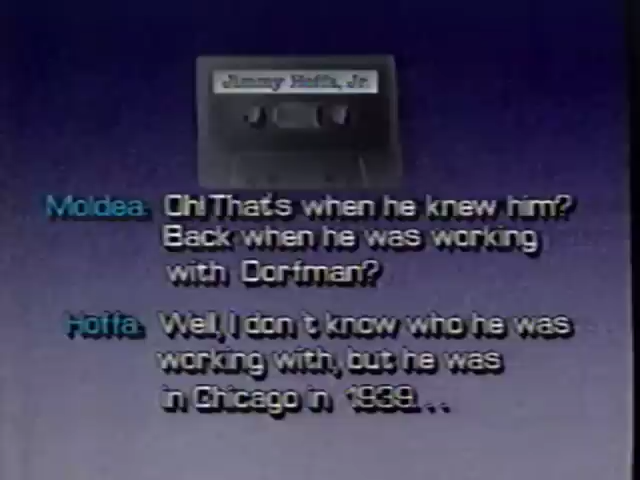 Jimmy Hoffa, Jr.
Moldea: Oh! That's when he knew him?
Back when he was working
with Dorfman?
Hoffa: Well, I don't know who he was
working with, but he was
in Chicago in 1939...